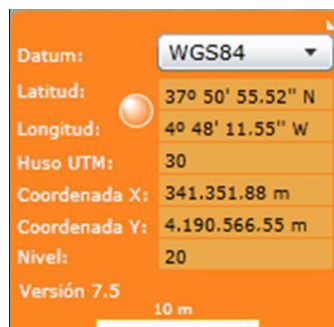 Datum: WGS84
Latitud: 37º 50' 55.52'' N
Longitud: 4º 48' 11.55'' W
Huso UTM: 30
Coordenada X: 341.351.88 m
Coordenada Y: 4.190.566.55 m
Nivel: 20
Versión 7.5
10 m